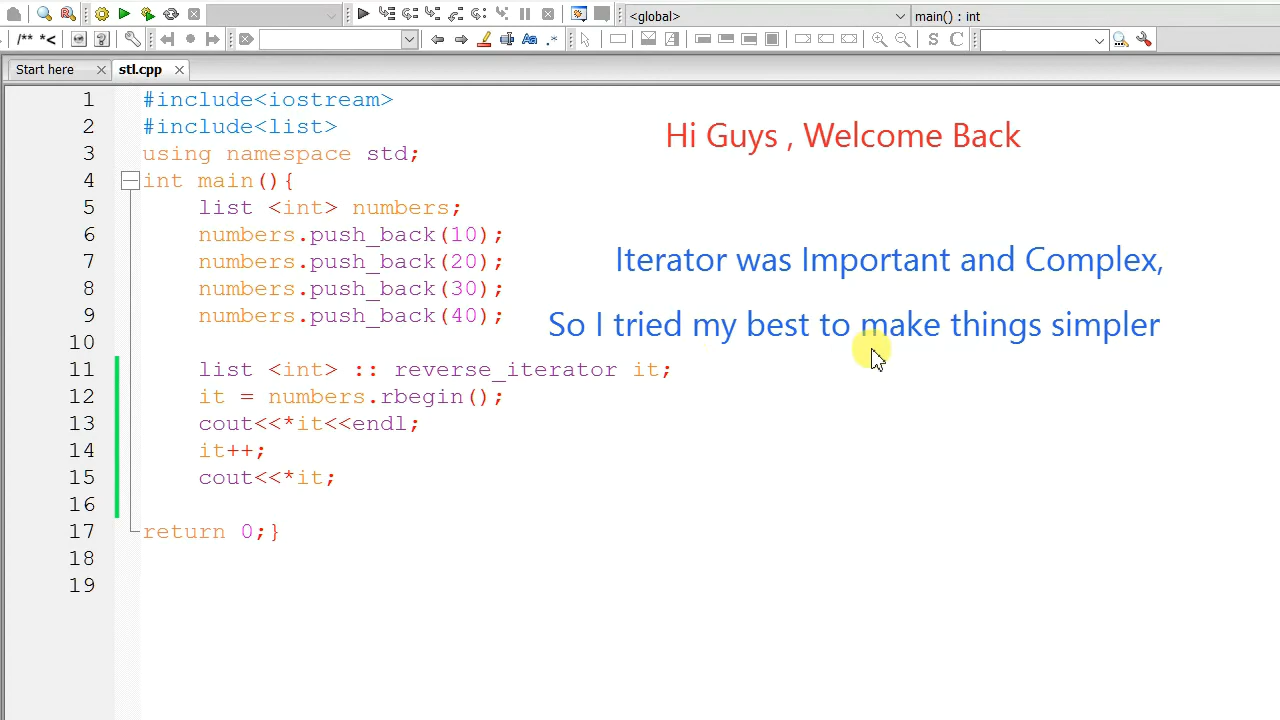 <global>
main() : int
/** *<
S C
Start here
stl.cpp
1 #include<iostream>
2 #include<list>
3 using namespace std;
4 int main(){
5 list <int> numbers;
6 numbers.push_back(10);
7 numbers.push_back(20);
8 numbers.push_back(30);
9 numbers.push_back(40);
10
11 list <int> :: reverse_iterator it;
12 it = numbers.rbegin();
13 cout<<*it<<endl;
14 it++;
15 cout<<*it;
16
17 return 0;}
18
19
Hi Guys , Welcome Back
Iterator was Important and Complex,
So I tried my best to make things simpler